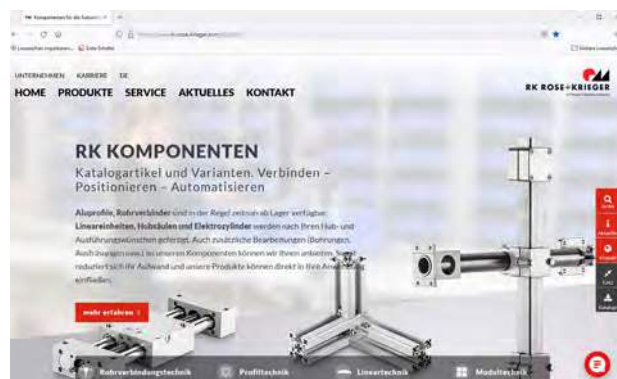 UNTERNEHMEN KARRIERE DE
HOME PRODUKTE SERVICE AKTUELLES KONTAKT
RK ROSE+KRIEGER
RK KOMPONENTEN
Katalogartikel und Varianten. Verbinden –
Positionieren – Automatisieren
Aluprofile, Rohrverbinder sind in der Regel zeitnah ab Lager verfügbar.
Lineareinheiten, Hubsäulen und Elektrozylinder werden nach Ihren Hub- und
Ausführungswünschen gefertigt. Auch zusätzliche Bearbeitungen (Bohrungen,
zu unseren Komponenten können wir Ihnen anbieten.
reduziert sich Ihr Aufwand und unsere Produkte können direkt in Ihre Anwendung
einfließen.
mehr erfahren
Rohrverbindungstechnik Profiltechnik Lineartechnik Modultechnik